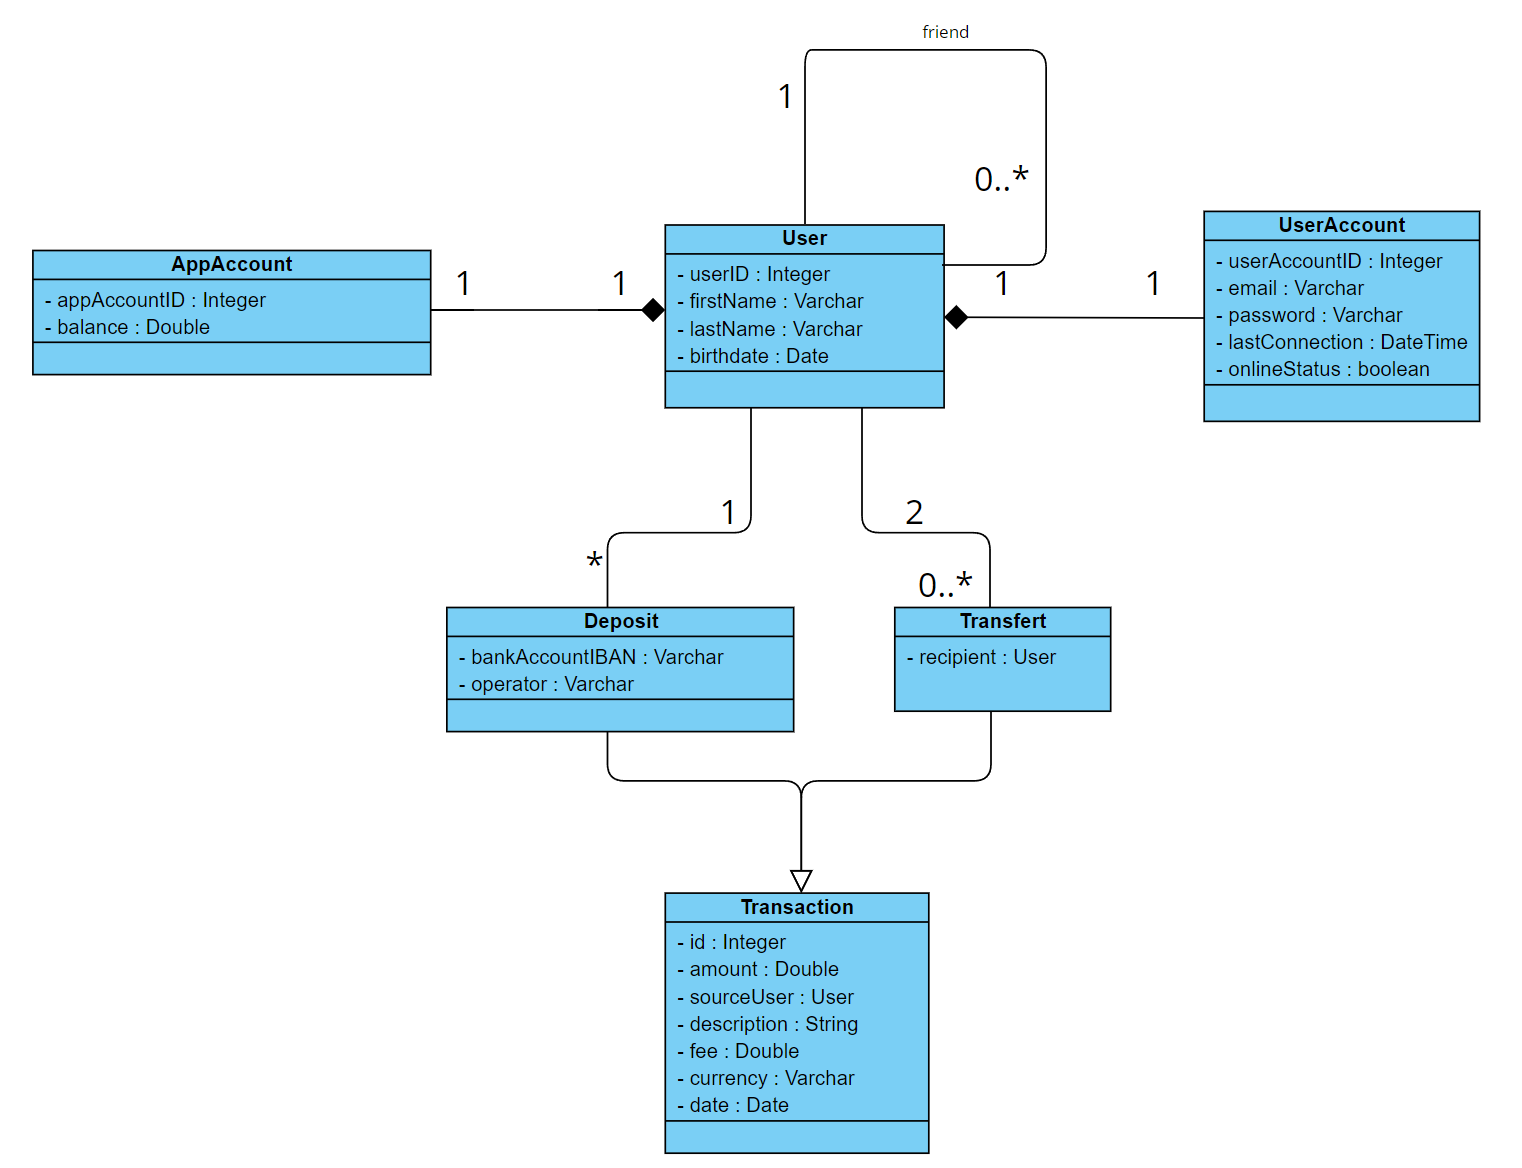 friend
1
0..*
User
- userID : Integer
- firstName : Varchar
- lastName : Varchar
- birthdate : Date
AppAccount
- appAccountID : Integer
- balance : Double
1
1
1
1
UserAccount
- userAccountID : Integer
- email : Varchar
- password : Varchar
- lastConnection : DateTime
- onlineStatus : boolean
1
*
2
0..*
Deposit
- bankAccountIBAN : Varchar
- operator : Varchar
Transfert
- recipient : User
Transaction
- id : Integer
- amount : Double
- sourceUser : User
- description : String
- fee : Double
- currency : Varchar
- date : Date